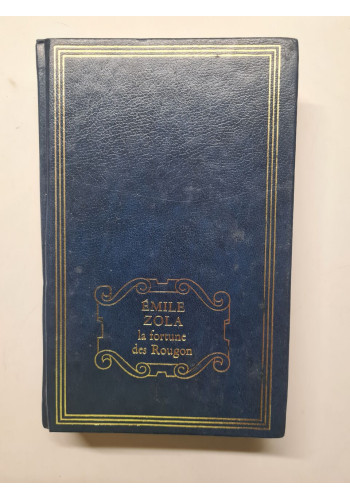 ÉMILE
ZOLA
la fortune
des Rougon